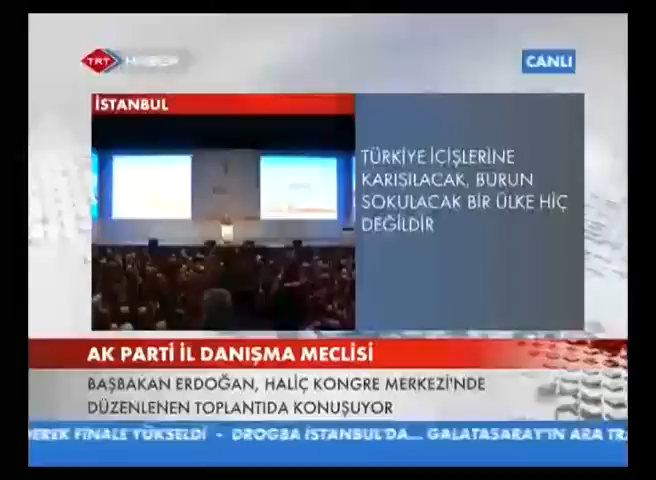 TRT HABER
CANLI
İSTANBUL
TÜRKİYE İÇİŞLERİNE
KARIŞILACAK, BURUN
SOKULACAK BİR ÜLKE HİÇ
DEĞİLDİR
AK PARTİ İL DANIŞMA MECLİSİ
BAŞBAKAN ERDOĞAN, HALİÇ KONGRE MERKEZİ'NDE
DÜZENLENEN TOPLANTIDA KONUŞUYOR
DEREK FİNALE YÜKSELDİ - DROGBA İSTANBUL'DA... GALATASARAY'IN ARA TR